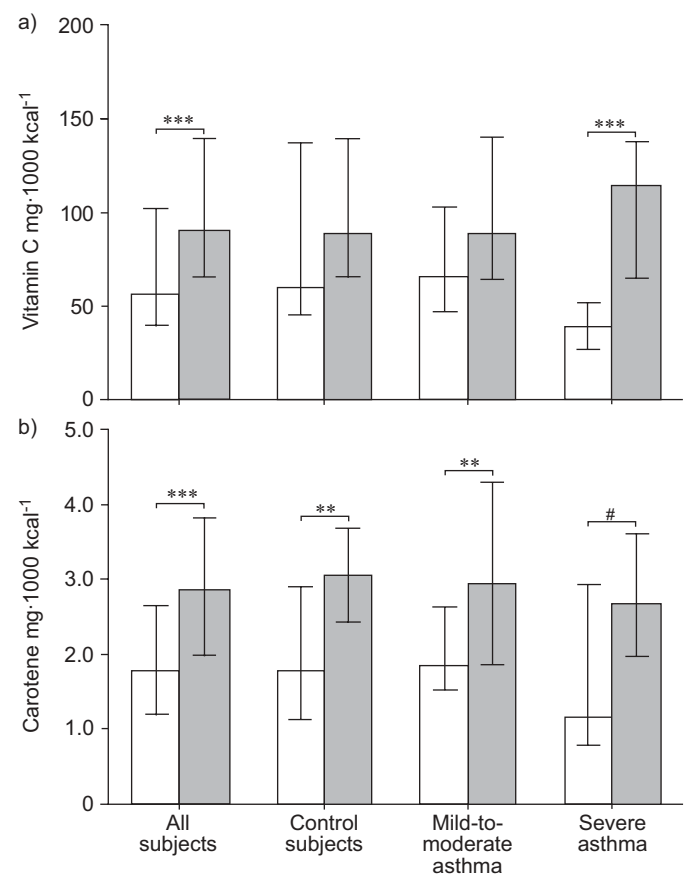 a)
200
150
100
50
0
Vitamin C mg·1000 kcal⁻¹
***
***
b)
5.0
4.0
3.0
2.0
1.0
0
Carotene mg·1000 kcal⁻¹
***
**
**
#
All
subjects
Control
subjects
Mild-to-
moderate
asthma
Severe
asthma